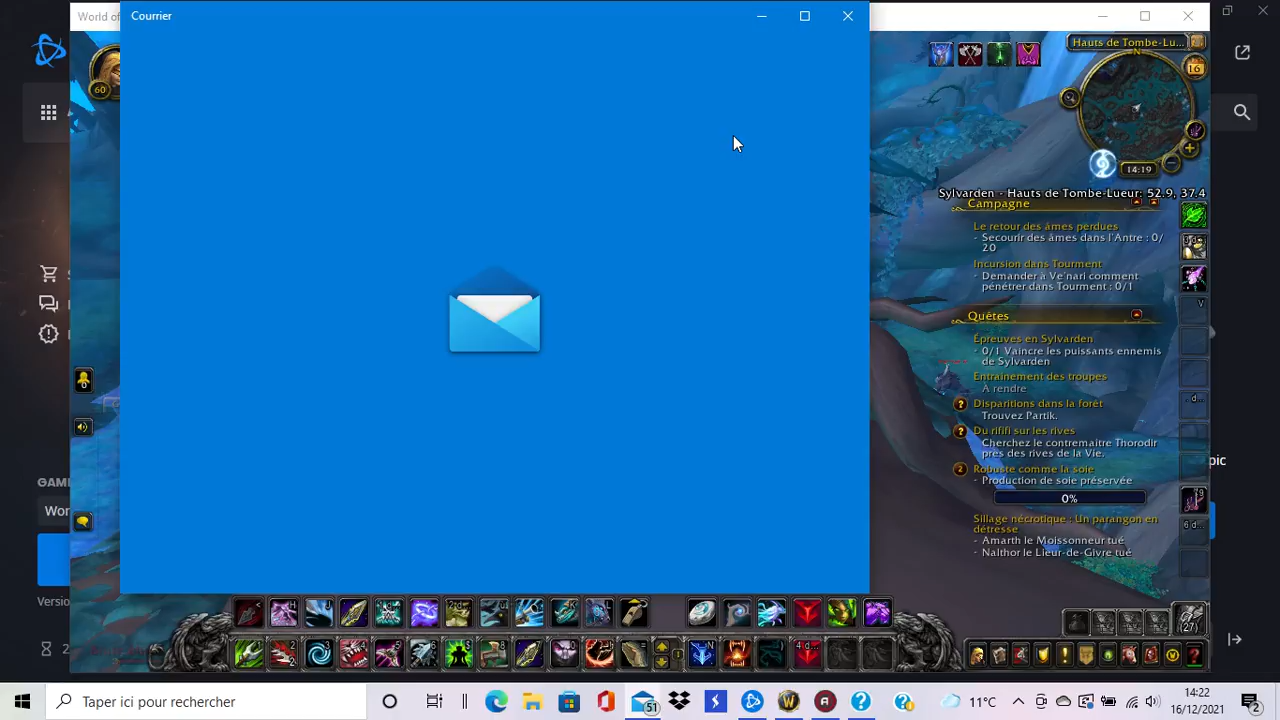 World of
Courrier
Hauts de Tombe-Lu...
16
60
14:19
Sylvarden - Hauts de Tombe-Lueur: 52.9, 37.4
Campagne
Le retour des âmes perdues
- Secourir des âmes dans l'Antre : 0/
20
Incursion dans Tourment
- Demander à Ve'nari comment
pénétrer dans Tourment : 0/1
V
Quêtes
Épreuves en Sylvarden
- 0/1 Vaincre les puissants ennemis
de Sylvarden
Entraînement des troupes
À rendre
Disparitions dans la forêt
Trouvez Partik.
Du rififi sur les rives
Cherchez le contremaître Thorodir
près des rives de la Vie.
2
Robuste comme la soie
- Production de soie préservée
0%
Sillage nécrotique : Un parangon en
détresse
- Amarth le Moissonneur tué
- Nalthor le Lieur-de-Givre tué
GAM
Wor
Versio
(27)
Taper ici pour rechercher
51
11°C
14:22
16/12/2021
2